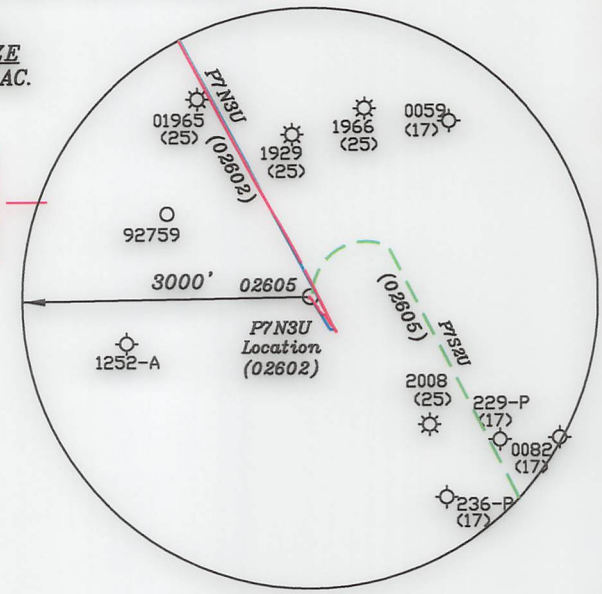 AC.
P7N3U
(02602)
01965
(25)
1929
(25)
1966
(25)
0059
(17)
92759
3000'
02605
P7N3U
Location
(02602)
1252-A
(02605)
P7S2U
2008
(25)
229-P
(17)
0082
(17)
236-P
(17)